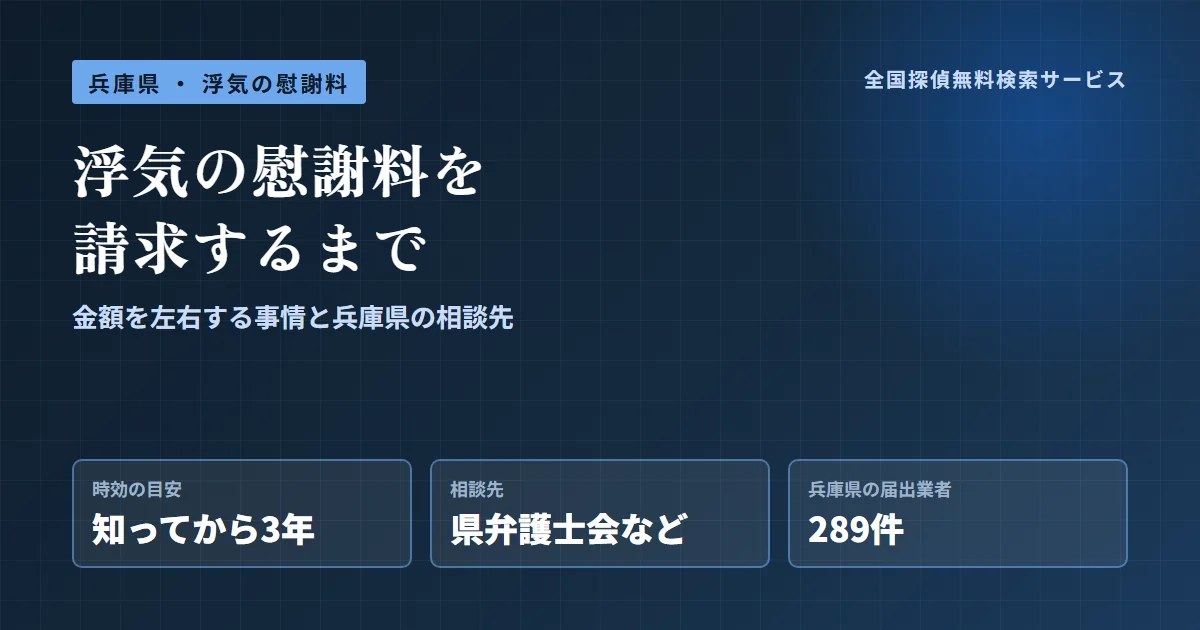 兵庫県 ・ 浮気の慰謝料
全国探偵無料検索サービス
浮気の慰謝料を
請求するまで
金額を左右する事情と兵庫県の相談先
時効の目安
知ってから3年
相談先
県弁護士会など
兵庫県の届出業者
289件